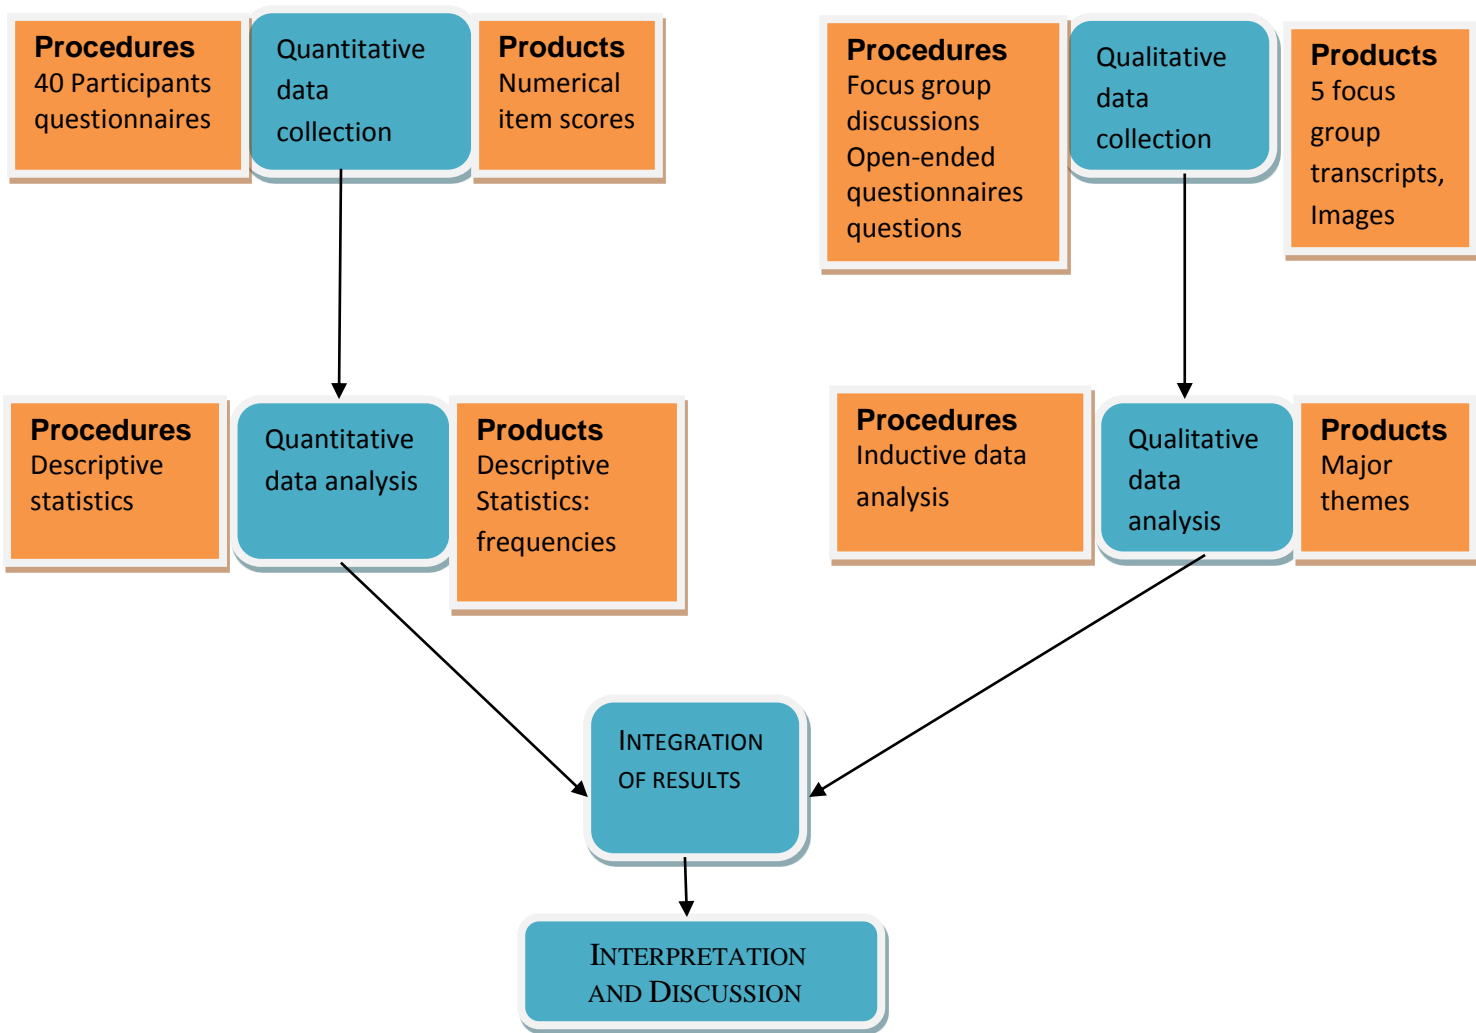 Procedures
40 Participants
questionnaires
Quantitative
data
collection
Products
Numerical
item scores
Procedures
Focus group
discussions
Open-ended
questionnaires
questions
Qualitative
data
collection
Products
5 focus
group
transcripts,
Images
Procedures
Descriptive
statistics
Quantitative
data analysis
Products
Descriptive
Statistics:
frequencies
Procedures
Inductive data
analysis
Qualitative
data
analysis
Products
Major
themes
INTEGRATION
OF RESULTS
INTERPRETATION
AND DISCUSSION